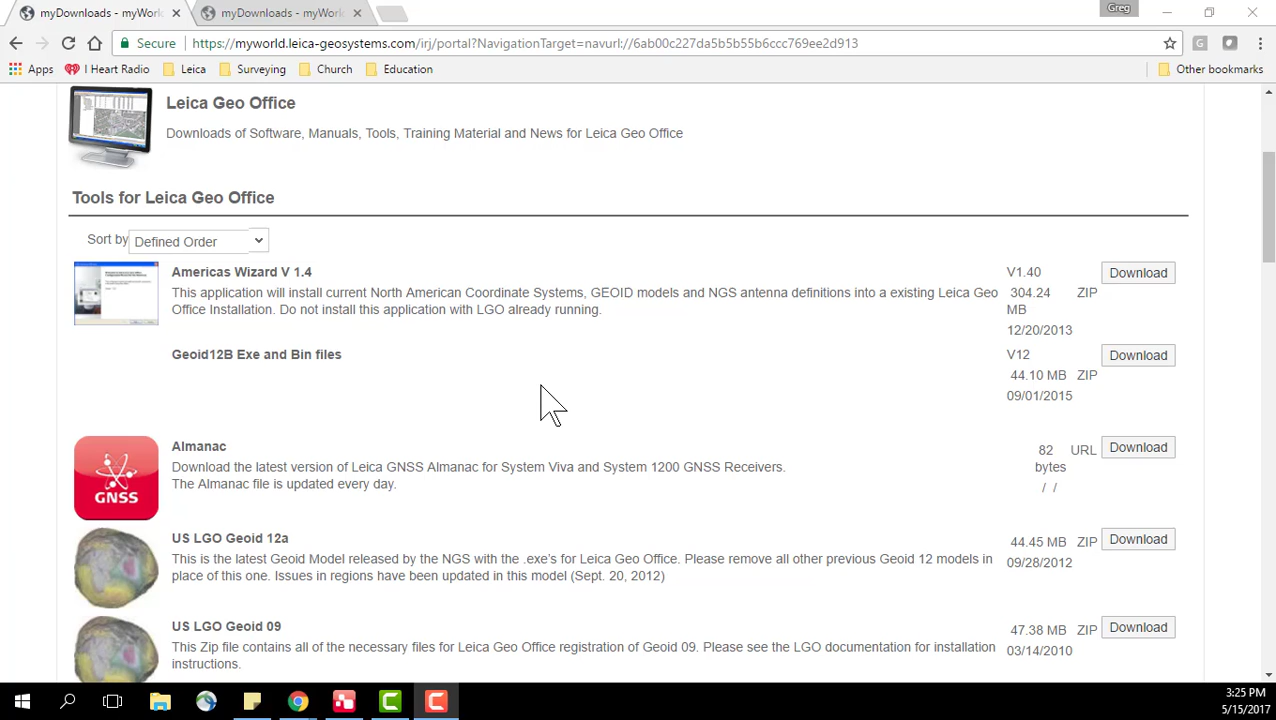 myDownloads - myWork
myDownloads - myWork
Greg
Secure
https://myworld.leica-geosystems.com/irj/portal?NavigationTarget=navurl://6ab00c227da5b5b55b6ccc769ee2d913
Apps
I Heart Radio
Leica
Surveying
Church
Education
Other bookmarks
Leica Geo Office
Downloads of Software, Manuals, Tools, Training Material and News for Leica Geo Office
Tools for Leica Geo Office
Sort by Defined Order
Americas Wizard V 1.4
This application will install current North American Coordinate Systems, GEOID models and NGS antenna definitions into a existing Leica Geo
Office Installation. Do not install this application with LGO already running.
V1.40
304.24 ZIP
MB
12/20/2013
Download
Geoid12B Exe and Bin files
V12
44.10 MB ZIP
09/01/2015
Download
GNSS
Almanac
Download the latest version of Leica GNSS Almanac for System Viva and System 1200 GNSS Receivers.
The Almanac file is updated every day.
82 URL
bytes
/ /
Download
US LGO Geoid 12a
This is the latest Geoid Model released by the NGS with the .exe's for Leica Geo Office. Please remove all other previous Geoid 12 models in
place of this one. Issues in regions have been updated in this model (Sept. 20, 2012)
44.45 MB ZIP
09/28/2012
Download
US LGO Geoid 09
This Zip file contains all of the necessary files for Leica Geo Office registration of Geoid 09. Please see the LGO documentation for installation
instructions.
47.38 MB ZIP
03/14/2010
Download
3:25 PM
5/15/2017